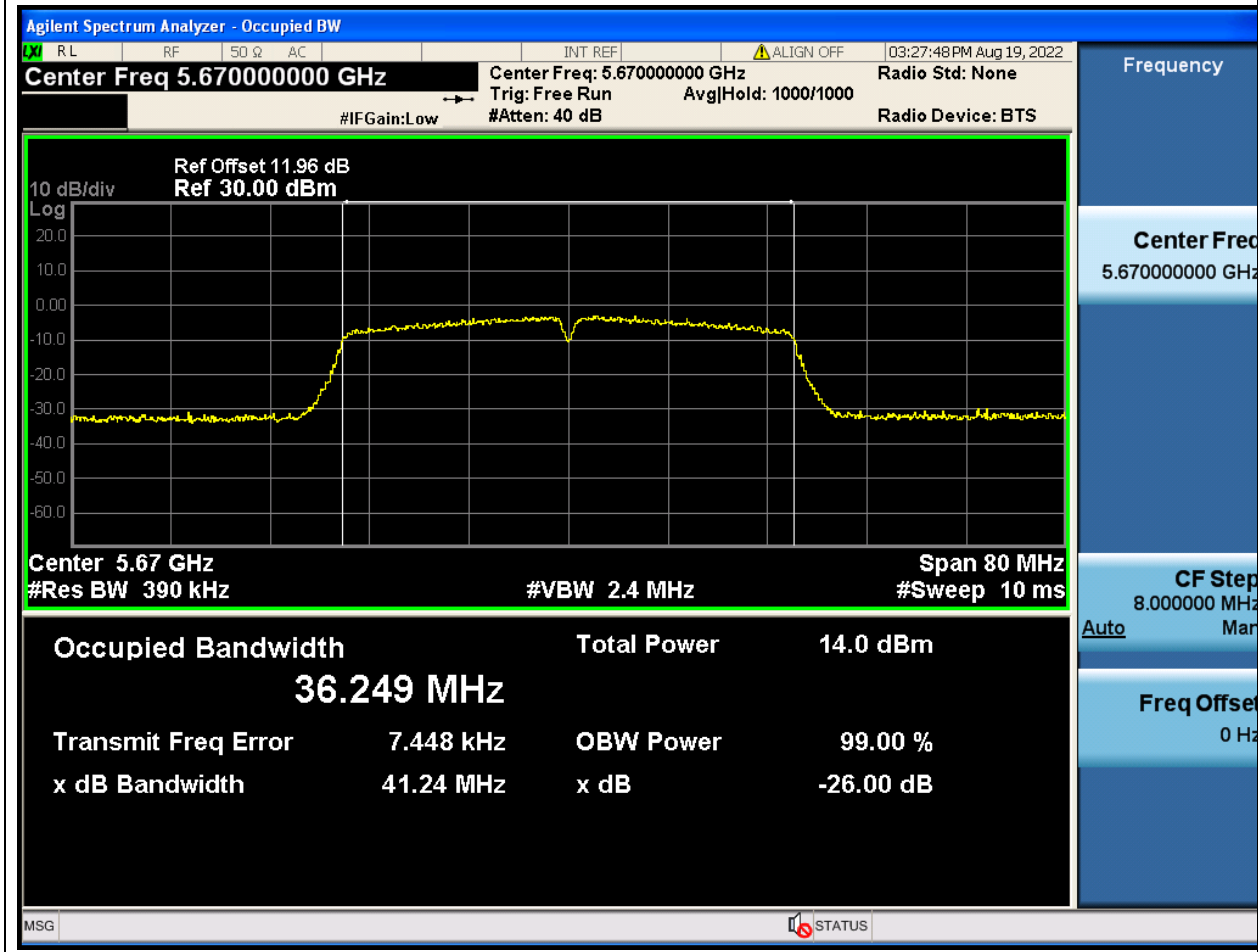 Agilent Spectrum Analyzer - Occupied BW
LXI RL RF 50 Ω AC INT REF ALIGN OFF 03:27:48 PM Aug 19, 2022
Center Freq 5.670000000 GHz
Center Freq: 5.670000000 GHz
Radio Std: None
Trig: Free Run
Avg|Hold: 1000/1000
#IFGain:Low
#Atten: 40 dB
Radio Device: BTS
Ref Offset 11.96 dB
10 dB/div Ref 30.00 dBm
Log
20.0
10.0
0.00
-10.0
-20.0
-30.0
-40.0
-50.0
-60.0
Center 5.67 GHz Span 80 MHz
#Res BW 390 kHz #VBW 2.4 MHz #Sweep 10 ms
Occupied Bandwidth Total Power 14.0 dBm
36.249 MHz
Transmit Freq Error 7.448 kHz OBW Power 99.00 %
x dB Bandwidth 41.24 MHz x dB -26.00 dB
MSG STATUS
Frequency
Center Freq
5.670000000 GHz
CF Step
8.000000 MHz
Auto Man
Freq Offset
0 Hz